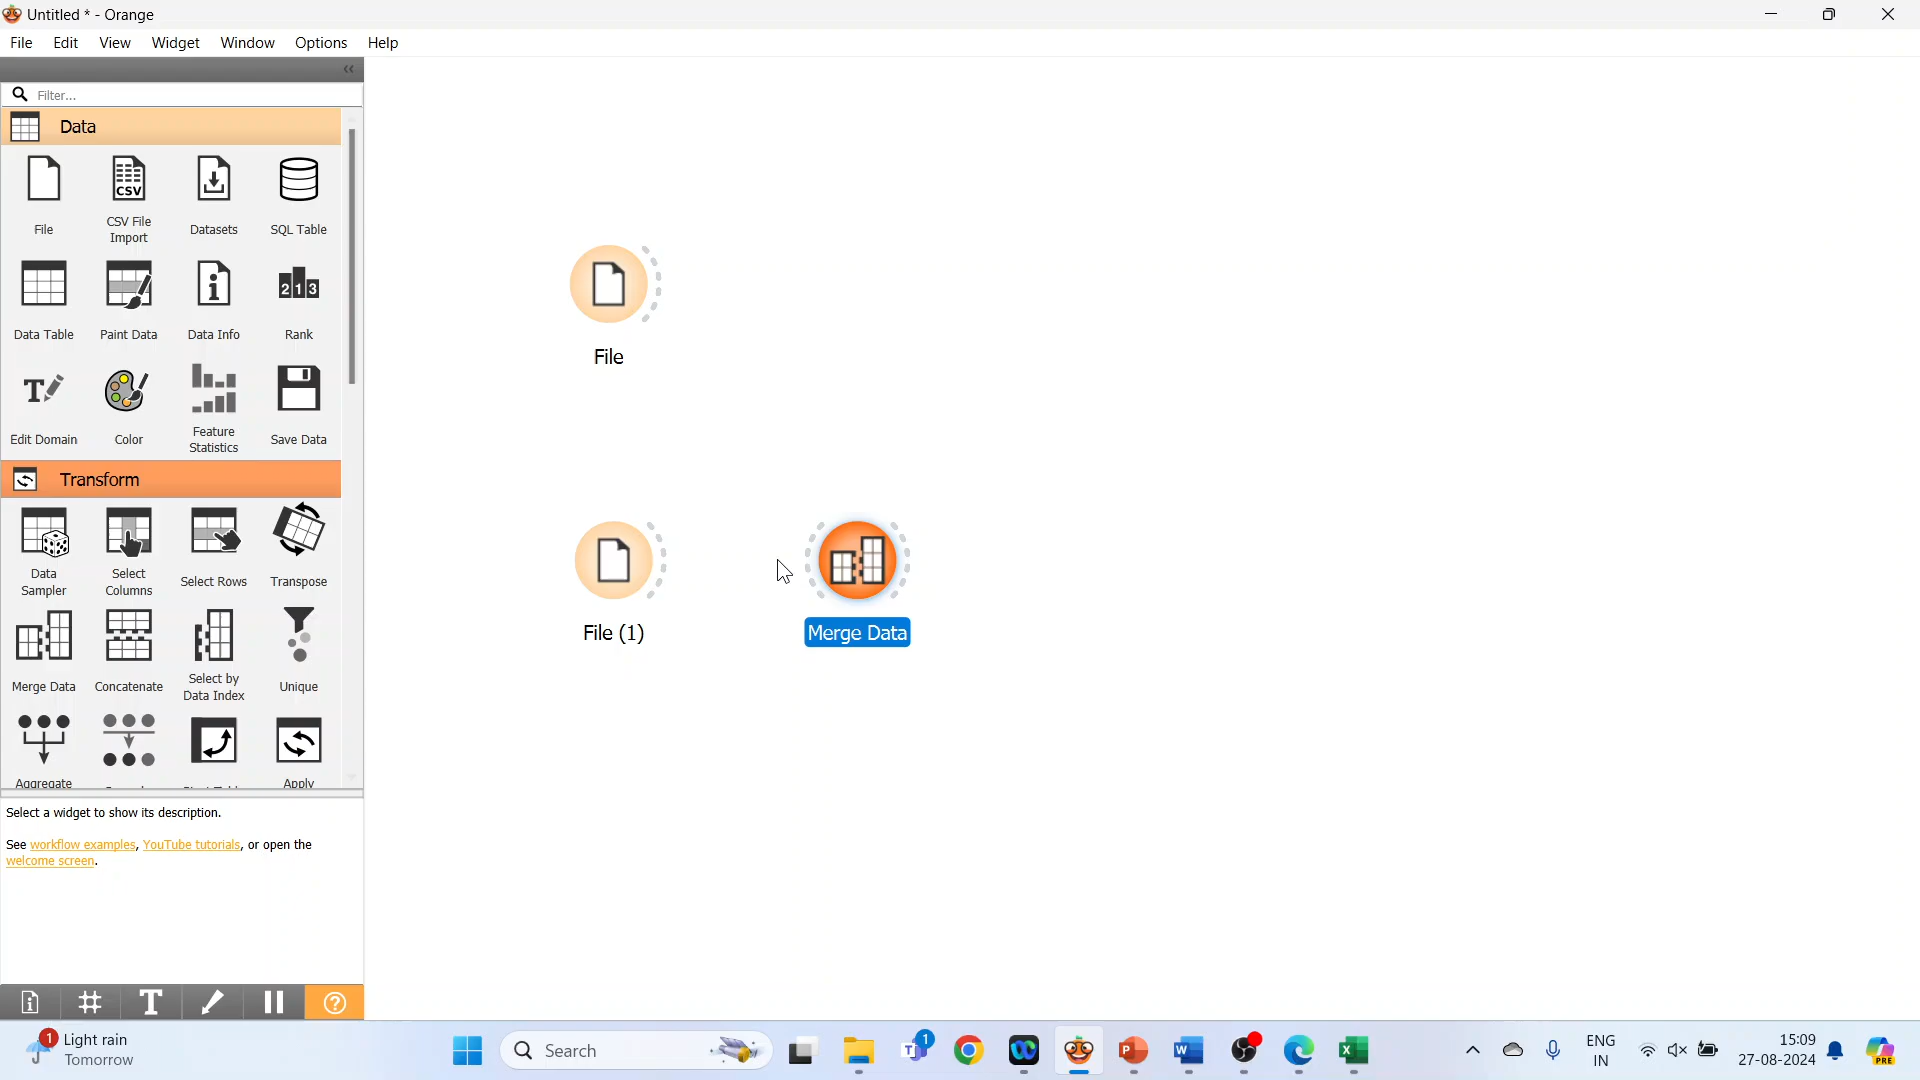 Untitled * - Orange
File Edit View Widget Window Options Help
Filter...
Data
File
CSV File Import
Datasets
SQL Table
Data Table
Paint Data
Data Info
Rank
Edit Domain
Color
Feature Statistics
Save Data
Transform
Data Sampler
Select Columns
Select Rows
Transpose
Merge Data
Concatenate
Select by Data Index
Unique
Aggregate
Apply
Select a widget to show its description.
See workflow examples, YouTube tutorials, or open the
welcome screen.
File
File (1)
Merge Data
1
Light rain
Tomorrow
Search
1
ENG
IN
15:09
27-08-2024
PRE